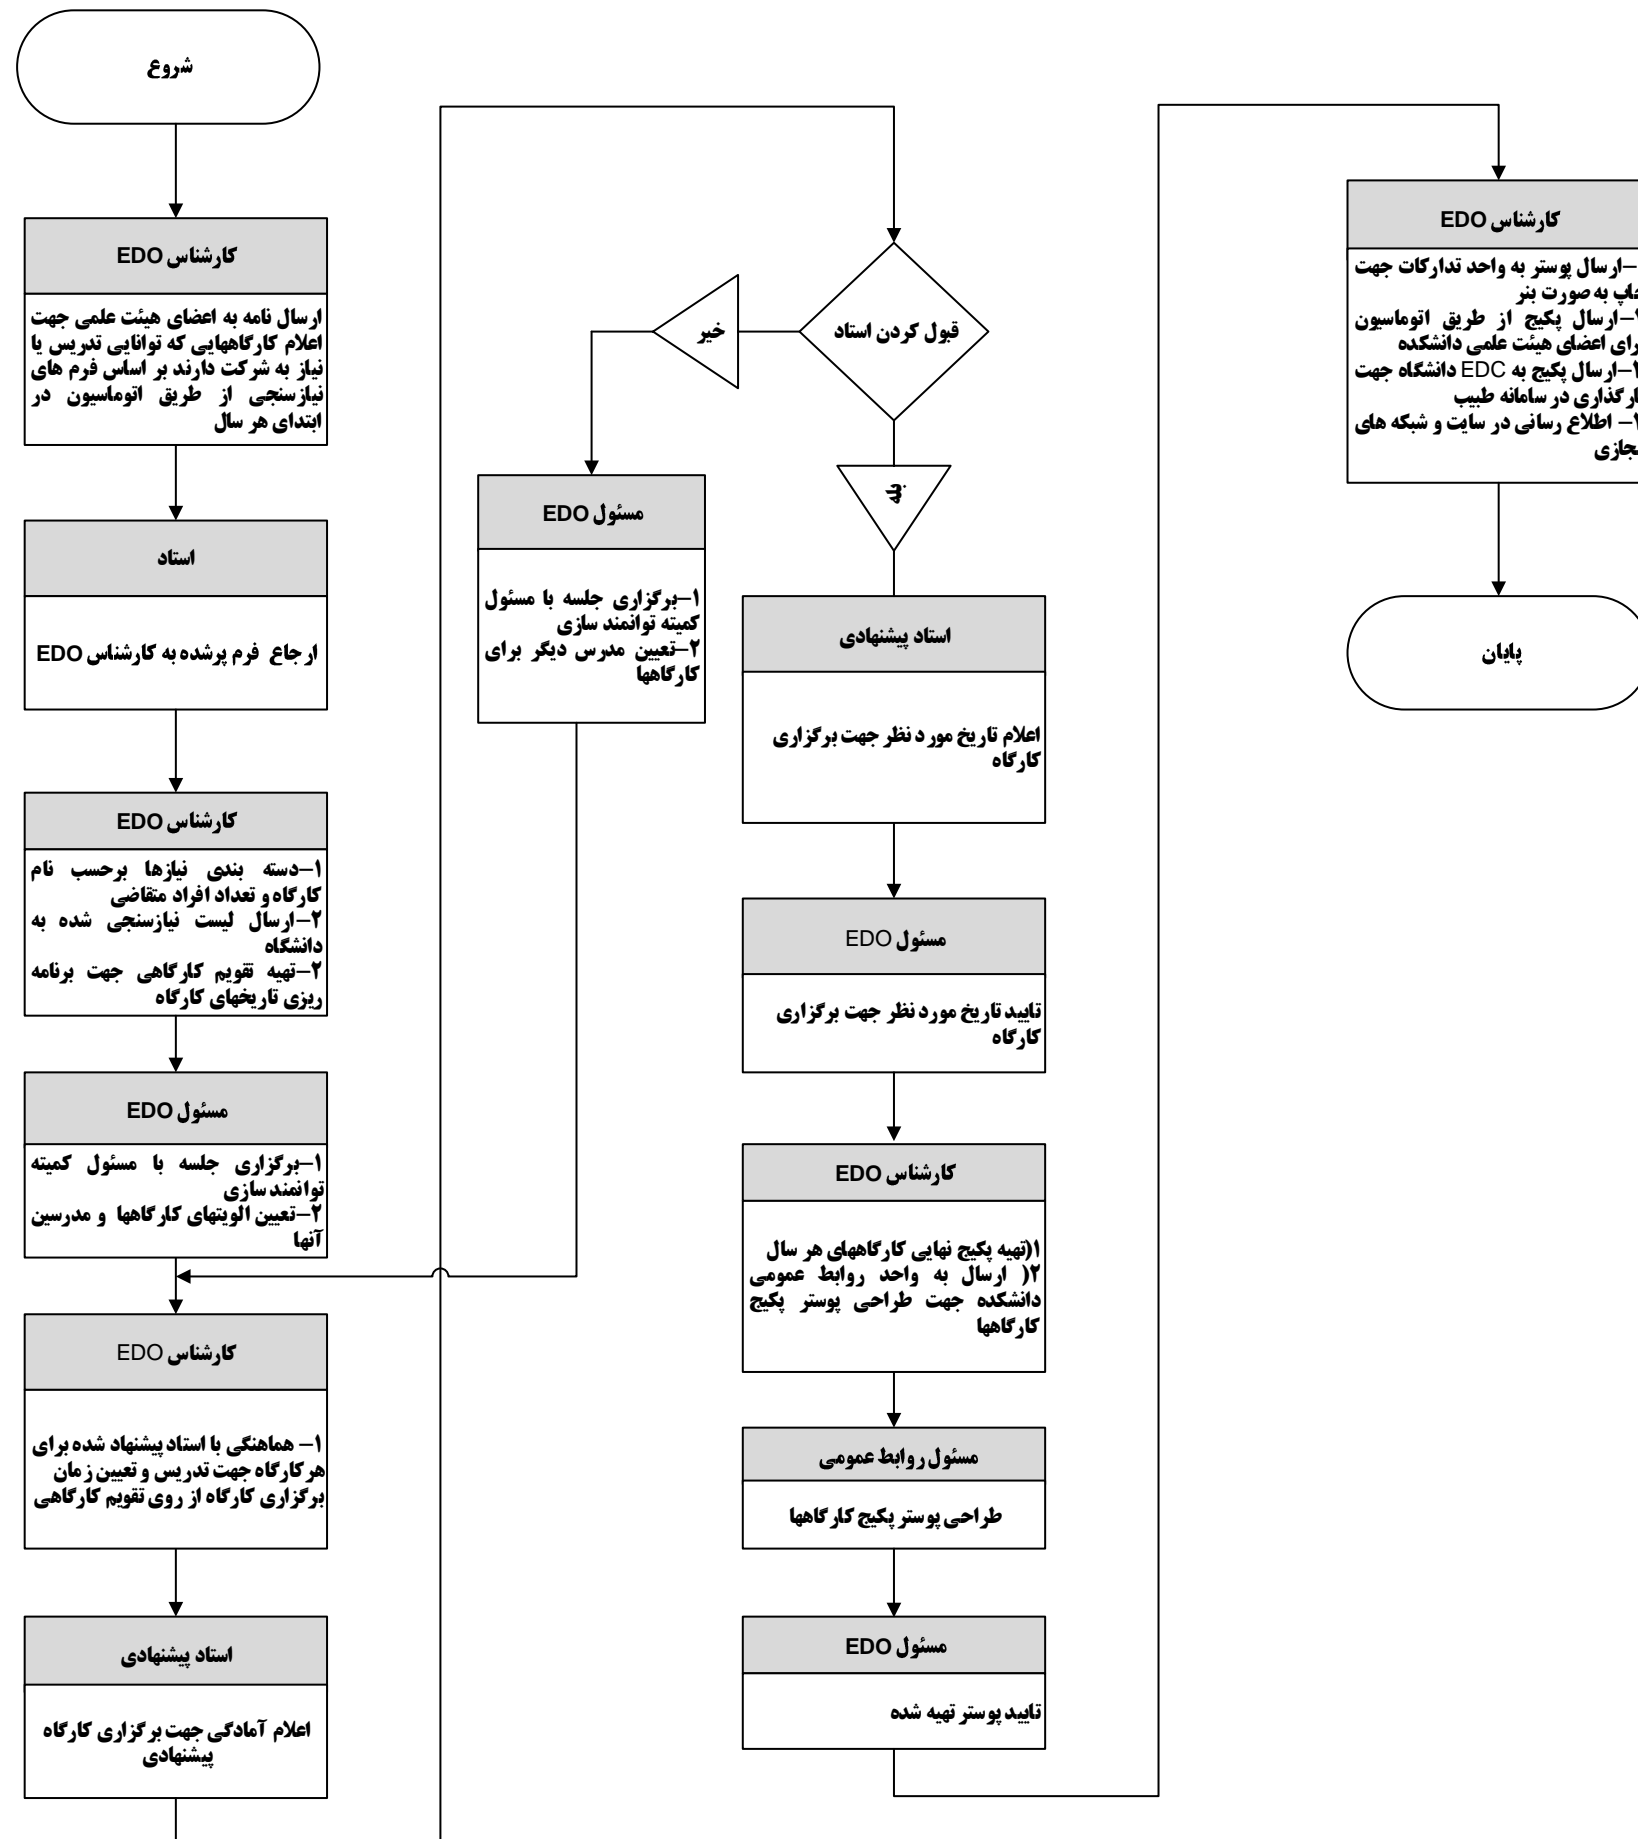 شروع
کارشناس EDO
ارسال نامه به اعضای هیئت علمی جهت
اعلام کارگاههایی که توانایی تدریس یا
نیاز به شرکت دارند بر اساس فرم های
نیازسنجی از طریق اتوماسیون در
ابتدای هر سال
استاد
ارجاع فرم پرشده به کارشناس EDO
کارشناس EDO
۱-دسته بندی نیازها برحسب نام
کارگاه و تعداد افراد متقاضی
۲-ارسال لیست نیازسنجی شده به
دانشگاه
۲-تهیه تقویم کارگاهی جهت برنامه
ریزی تاریخهای کارگاه
مسئول EDO
۱-برگزاری جلسه با مسئول کمیته
توانمند سازی
۲-تعیین الویتهای کارگاهها و مدرسین
آنها
کارشناس EDO
۱- هماهنگی با استاد پیشنهاد شده برای
هرکارگاه جهت تدریس و تعیین زمان
برگزاری کارگاه از روی تقویم کارگاهی
استاد پیشنهادی
اعلام آمادگی جهت برگزاری کارگاه
پیشنهادی
قبول کردن استاد
خیر
بله
مسئول EDO
۱-برگزاری جلسه با مسئول
کمیته توانمند سازی
۲-تعیین مدرس دیگر برای
کارگاهها
استاد پیشنهادی
اعلام تاریخ مورد نظر جهت برگزاری
کارگاه
مسئول EDO
تایید تاریخ مورد نظر جهت برگزاری
کارگاه
کارشناس EDO
۱(تهیه پکیج نهایی کارگاههای هر سال
۲( ارسال به واحد روابط عمومی
دانشکده جهت طراحی پوستر پکیج
کارگاهها
مسئول روابط عمومی
طراحی پوستر پکیج کارگاهها
مسئول EDO
تایید پوستر تهیه شده
کارشناس EDO
-ارسال پوستر به واحد تدارکات جهت
به صورت بنر
-ارسال پکیج از طریق اتوماسیون
اعضای هیئت علمی دانشکده
-ارسال پکیج به EDC دانشگاه جهت
در سامانه طبیب
- اطلاع رسانی در سایت و شبکه های
پایان